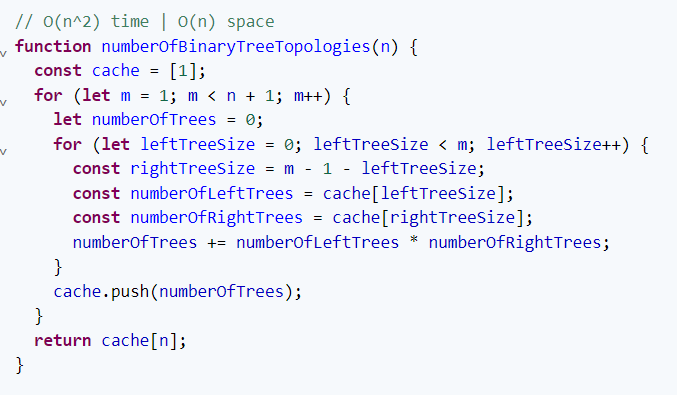 // O(n^2) time | O(n) space
function numberOfBinaryTreeTopologies(n) {
  const cache = [1];
  for (let m = 1; m < n + 1; m++) {
    let numberOfTrees = 0;
    for (let leftTreeSize = 0; leftTreeSize < m; leftTreeSize++) {
      const rightTreeSize = m - 1 - leftTreeSize;
      const numberOfLeftTrees = cache[leftTreeSize];
      const numberOfRightTrees = cache[rightTreeSize];
      numberOfTrees += numberOfLeftTrees * numberOfRightTrees;
    }
    cache.push(numberOfTrees);
  }
  return cache[n];
}